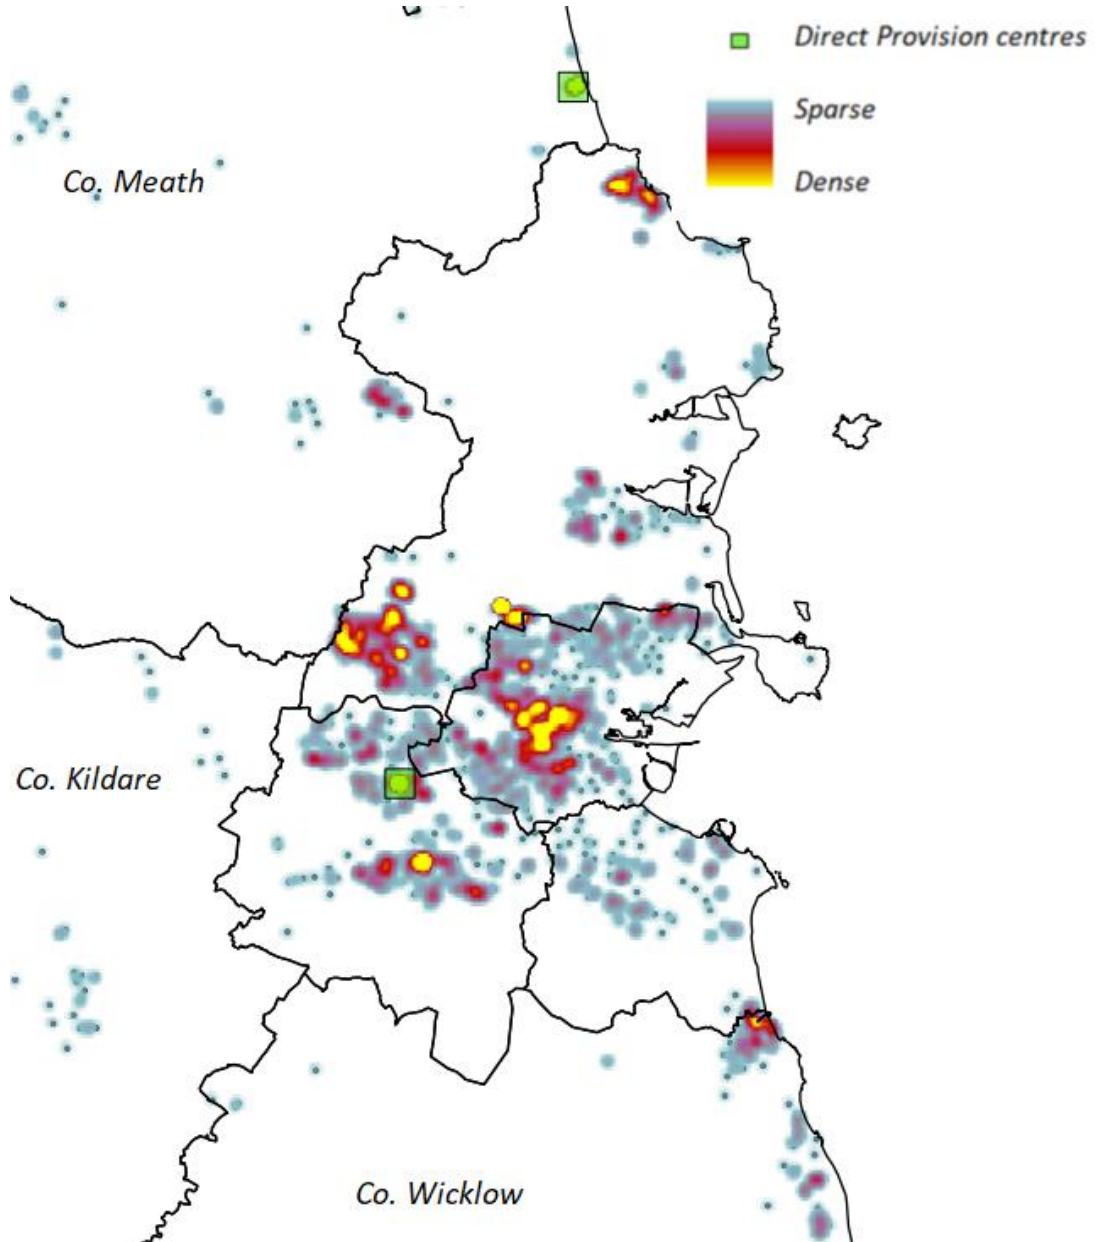 Direct Provision centres
Sparse
Dense
Co. Meath
Co. Kildare
Co. Wicklow